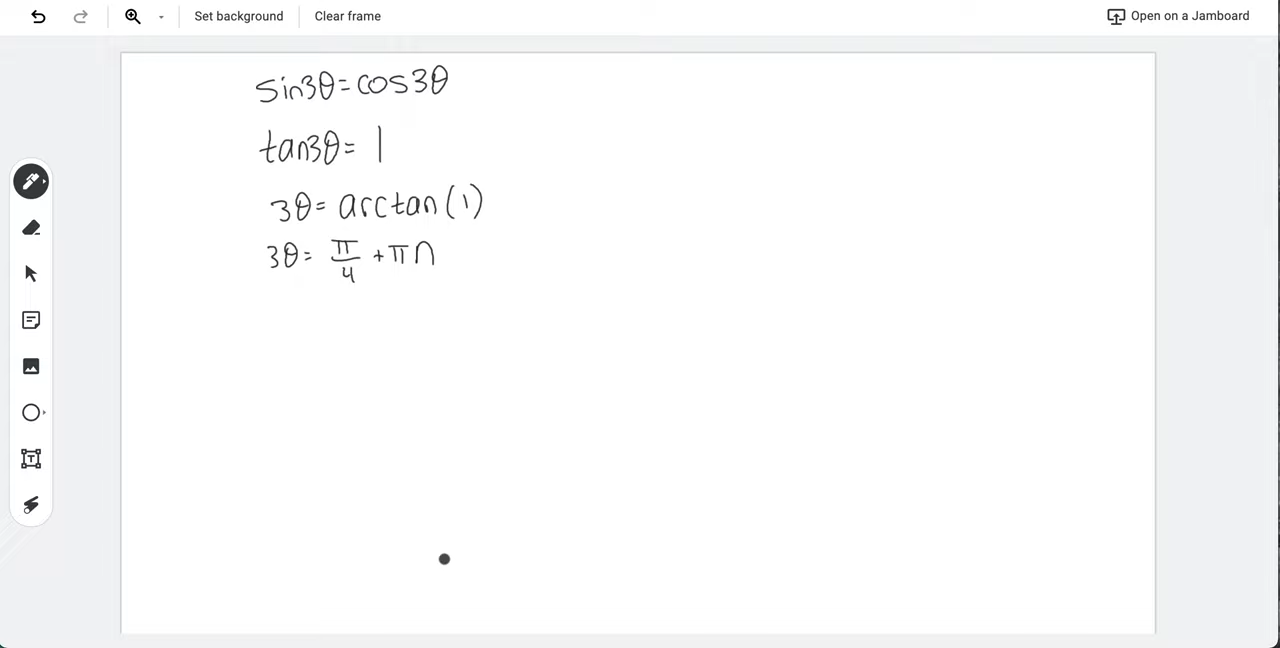 Set background
Clear frame
Open on a Jamboard
sin3θ=cos3θ
tan3θ= 1
3θ= arctan(1)
3θ= π/4 +πn